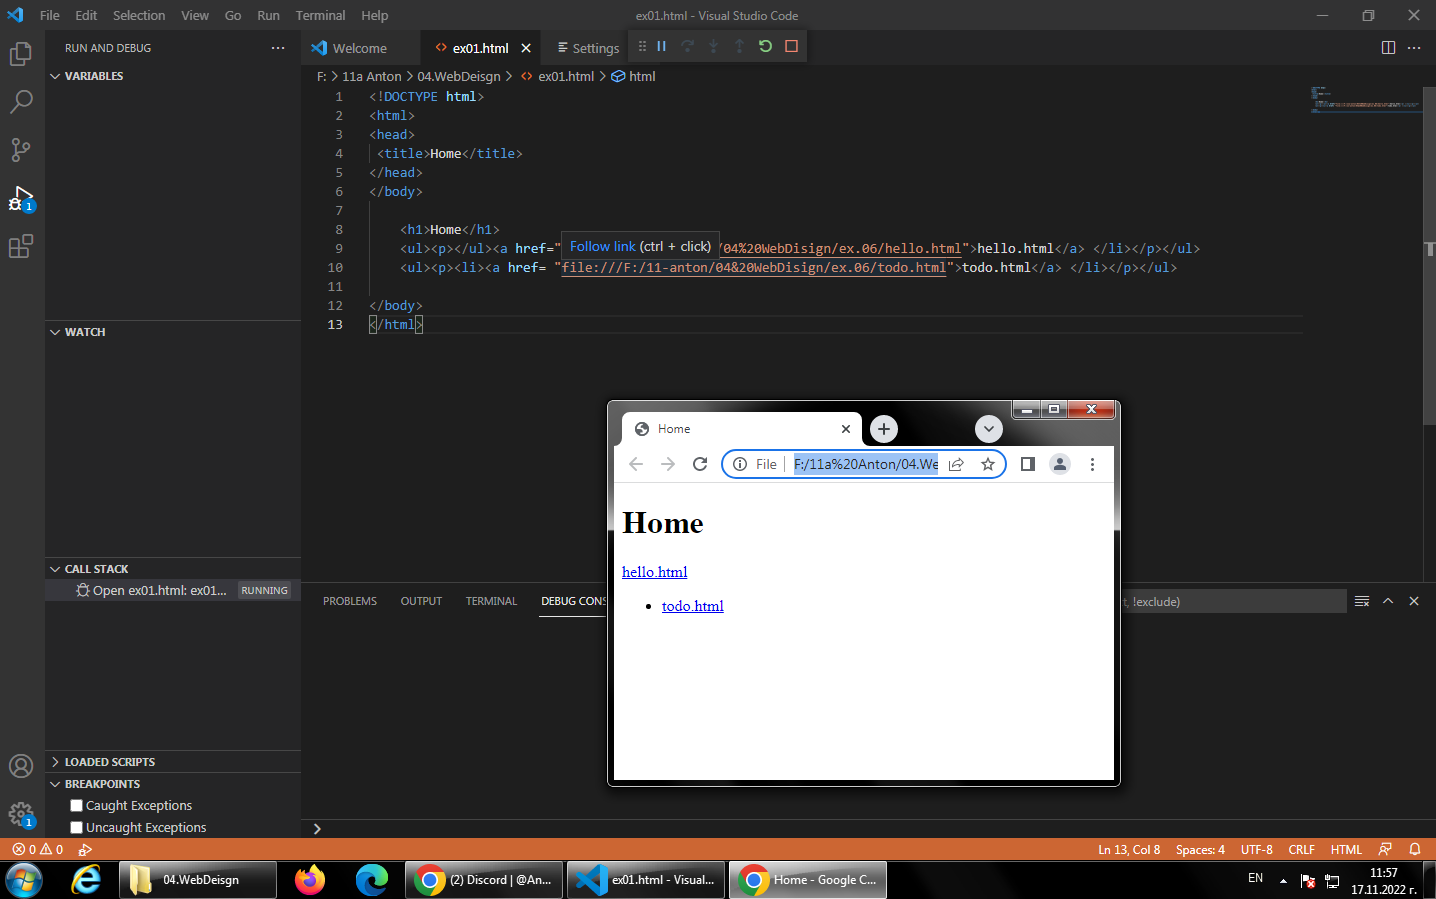 File Edit Selection View Go Run Terminal Help
ex01.html - Visual Studio Code
RUN AND DEBUG
Welcome
ex01.html
Settings
VARIABLES
F: > 11a Anton > 04.WebDeisgn > ex01.html > html
1 <!DOCTYPE html>
2 <html>
3 <head>
4 <title>Home</title>
5 </head>
6 </body>
7
8 <h1>Home</h1>
9 <ul><p></ul><a href=" /04%20WebDisign/ex.06/hello.html">hello.html</a> </li></p></ul>
Follow link (ctrl + click)
10 <ul><p><li><a href= "file:///F:/11-anton/04&20WebDisign/ex.06/todo.html">todo.html</a> </li></p></ul>
11
12 </body>
13 </html>
WATCH
CALL STACK
Open ex01.html: ex01... RUNNING
LOADED SCRIPTS
BREAKPOINTS
Caught Exceptions
Uncaught Exceptions
PROBLEMS OUTPUT TERMINAL DEBUG CONS
t, !exclude)
Home
File F:/11a%20Anton/04.We
Home
hello.html
todo.html
0 0
Ln 13, Col 8 Spaces: 4 UTF-8 CRLF HTML
04.WebDeisgn
(2) Discord | @An...
ex01.html - Visual...
Home - Google C...
EN
11:57
17.11.2022 г.
1
1